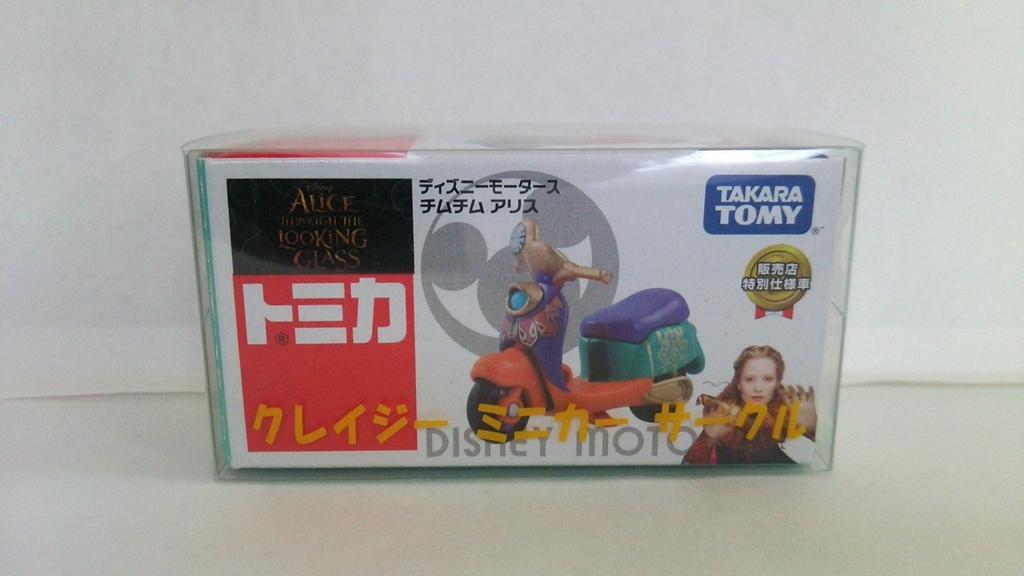 Disney
ALICE
THROUGH THE
LOOKING
GLASS
ディズニーモータース
チムチム アリス
TAKARA
TOMY
®
販売店
特別仕様車
トミカ
®
クレイジー ミニカー サークル
DISNEY MOTO